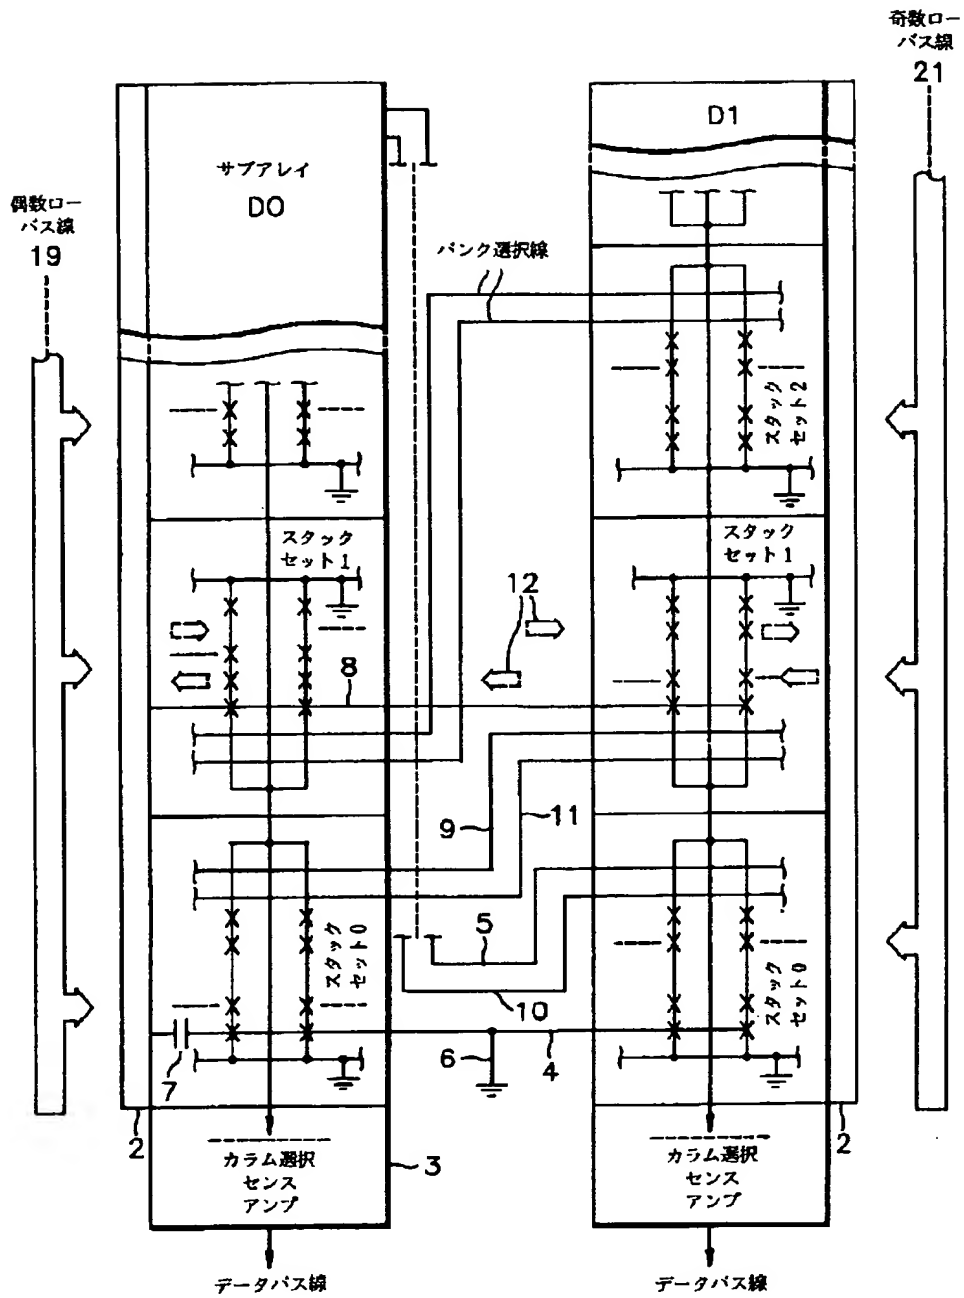 奇数ロー
バス線
21
D1
サブアレイ
D0
偶数ロー
バス線
19
バンク選択線
スタック
セット2
スタック
セット1
スタック
セット1
12
8
9
11
スタック
セット0
5
スタック
セット0
10
7
6
4
2
3
2
カラム選択
センス
アンプ
カラム選択
センス
アンプ
データバス線
データバス線